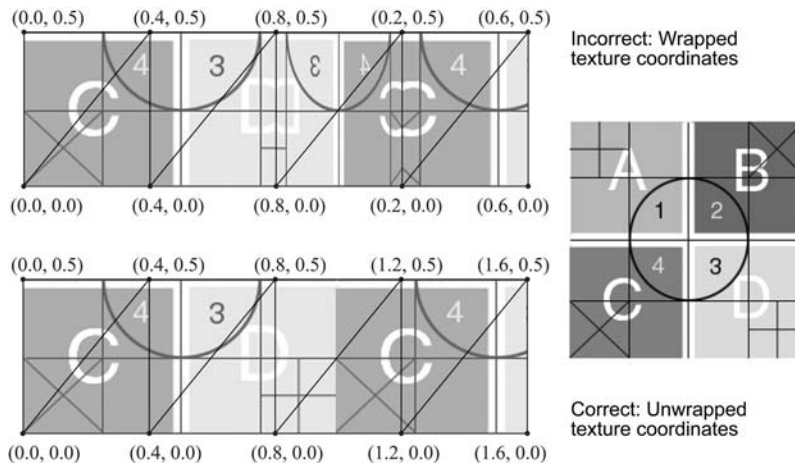 (0.0, 0.5) (0.4, 0.5) (0.8, 0.5) (0.2, 0.5) (0.6, 0.5)
4 3 3 4 4
C D C
(0.0, 0.0) (0.4, 0.0) (0.8, 0.0) (0.2, 0.0) (0.6, 0.0)
Incorrect: Wrapped
texture coordinates
A B
1 2
4 3
C D
(0.0, 0.5) (0.4, 0.5) (0.8, 0.5) (1.2, 0.5) (1.6, 0.5)
4 3 4
C D C
(0.0, 0.0) (0.4, 0.0) (0.8, 0.0) (1.2, 0.0) (1.6, 0.0)
Correct: Unwrapped
texture coordinates